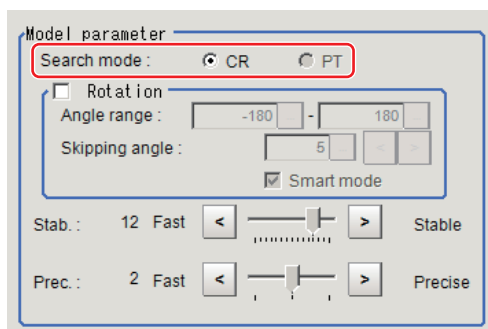 Model parameter
Search mode : CR PT
Rotation
Angle range : -180 ... - 180 ...
Skipping angle : 5 ... < >
Smart mode
Stab. : 12 Fast < > Stable
Prec. : 2 Fast < > Precise